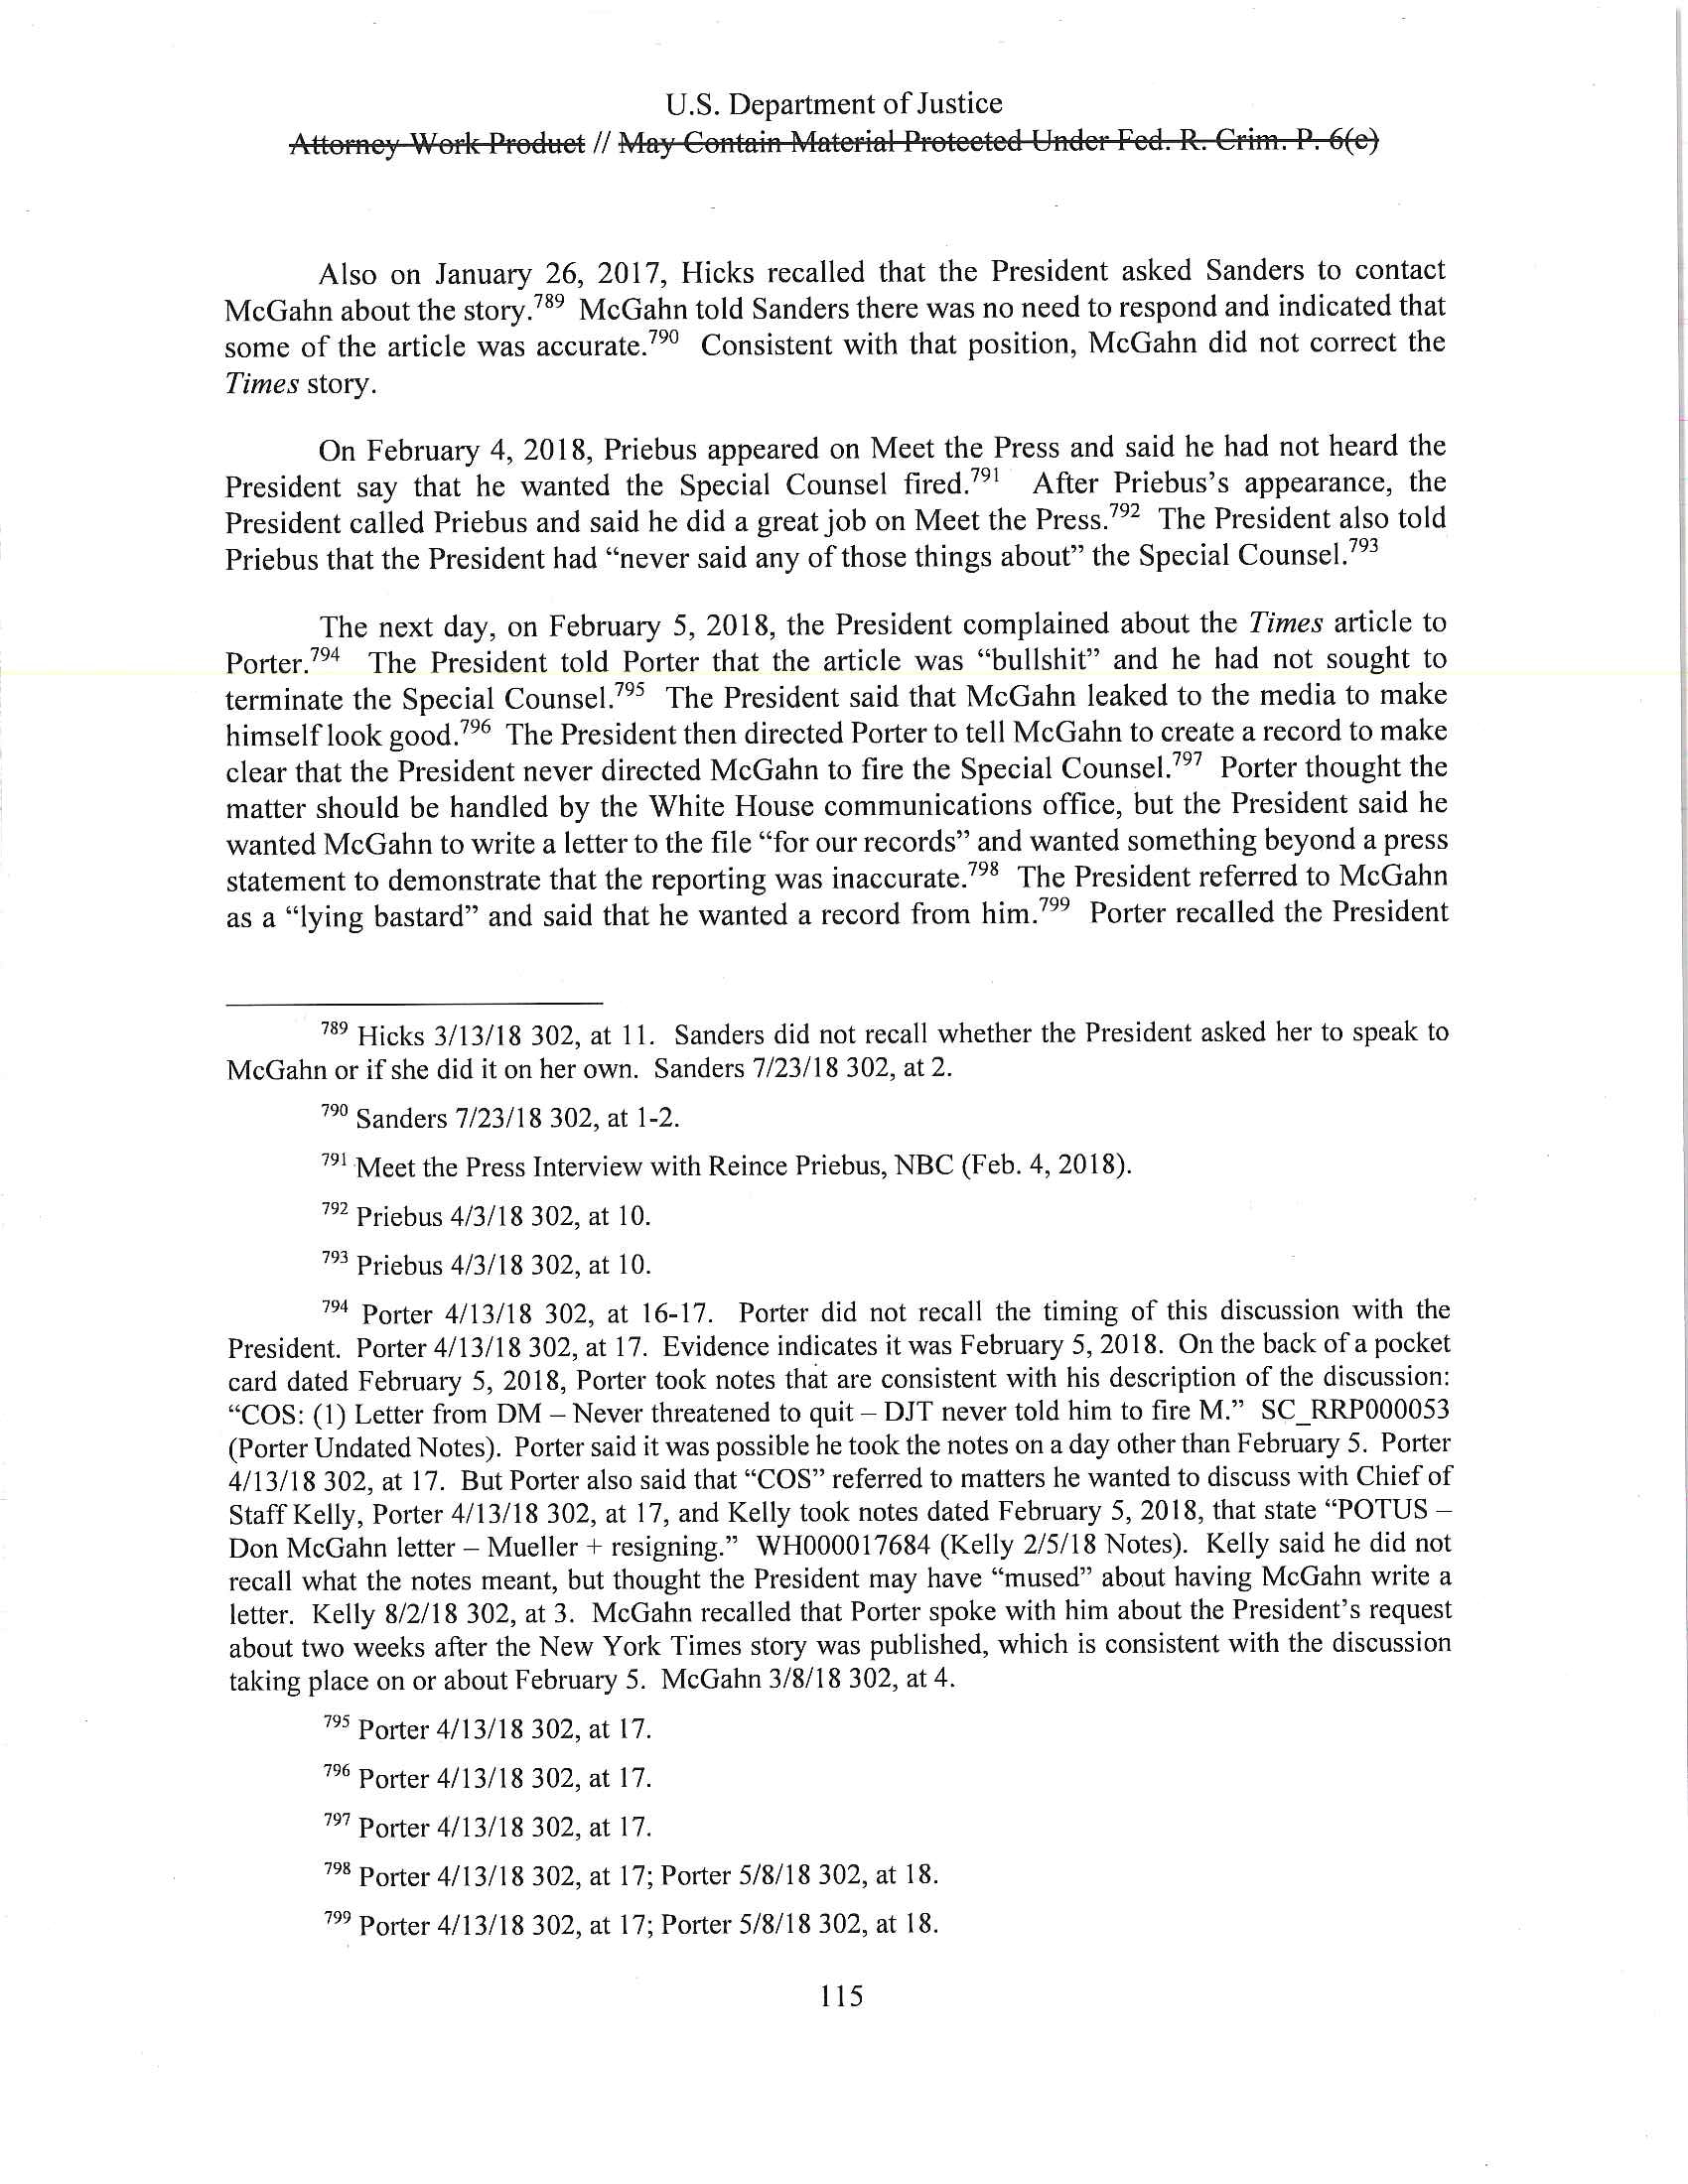 U.S. Department of Justice
Attorney Work Product // May Contain Material Protected Under Fed. R. Crim. P. 6(e)
Also on January 26, 2017, Hicks recalled that the President asked Sanders to contact
McGahn about the story.789 McGahn told Sanders there was no need to respond and indicated that
some of the article was accurate.790 Consistent with that position, McGahn did not correct the
Times story.
On February 4, 2018, Priebus appeared on Meet the Press and said he had not heard the
President say that he wanted the Special Counsel fired.791 After Priebus's appearance, the
President called Priebus and said he did a great job on Meet the Press.792 The President also told
Priebus that the President had “never said any of those things about” the Special Counsel.793
The next day, on February 5, 2018, the President complained about the Times article to
Porter.794 The President told Porter that the article was “bullshit” and he had not sought to
terminate the Special Counsel.795 The President said that McGahn leaked to the media to make
himself look good.796 The President then directed Porter to tell McGahn to create a record to make
clear that the President never directed McGahn to fire the Special Counsel.797 Porter thought the
matter should be handled by the White House communications office, but the President said he
wanted McGahn to write a letter to the file “for our records” and wanted something beyond a press
statement to demonstrate that the reporting was inaccurate.798 The President referred to McGahn
as a “lying bastard” and said that he wanted a record from him.799 Porter recalled the President
789 Hicks 3/13/18 302, at 11. Sanders did not recall whether the President asked her to speak to
McGahn or if she did it on her own. Sanders 7/23/18 302, at 2.
790 Sanders 7/23/18 302, at 1-2.
791 Meet the Press Interview with Reince Priebus, NBC (Feb. 4, 2018).
792 Priebus 4/3/18 302, at 10.
793 Priebus 4/3/18 302, at 10.
794 Porter 4/13/18 302, at 16-17. Porter did not recall the timing of this discussion with the
President. Porter 4/13/18 302, at 17. Evidence indicates it was February 5, 2018. On the back of a pocket
card dated February 5, 2018, Porter took notes that are consistent with his description of the discussion:
“COS: (1) Letter from DM – Never threatened to quit – DJT never told him to fire M.” SC_RRP000053
(Porter Undated Notes). Porter said it was possible he took the notes on a day other than February 5. Porter
4/13/18 302, at 17. But Porter also said that “COS” referred to matters he wanted to discuss with Chief of
Staff Kelly, Porter 4/13/18 302, at 17, and Kelly took notes dated February 5, 2018, that state “POTUS –
Don McGahn letter – Mueller + resigning.” WH000017684 (Kelly 2/5/18 Notes). Kelly said he did not
recall what the notes meant, but thought the President may have “mused” about having McGahn write a
letter. Kelly 8/2/18 302, at 3. McGahn recalled that Porter spoke with him about the President's request
about two weeks after the New York Times story was published, which is consistent with the discussion
taking place on or about February 5. McGahn 3/8/18 302, at 4.
795 Porter 4/13/18 302, at 17.
796 Porter 4/13/18 302, at 17.
797 Porter 4/13/18 302, at 17.
798 Porter 4/13/18 302, at 17; Porter 5/8/18 302, at 18.
799 Porter 4/13/18 302, at 17; Porter 5/8/18 302, at 18.
115